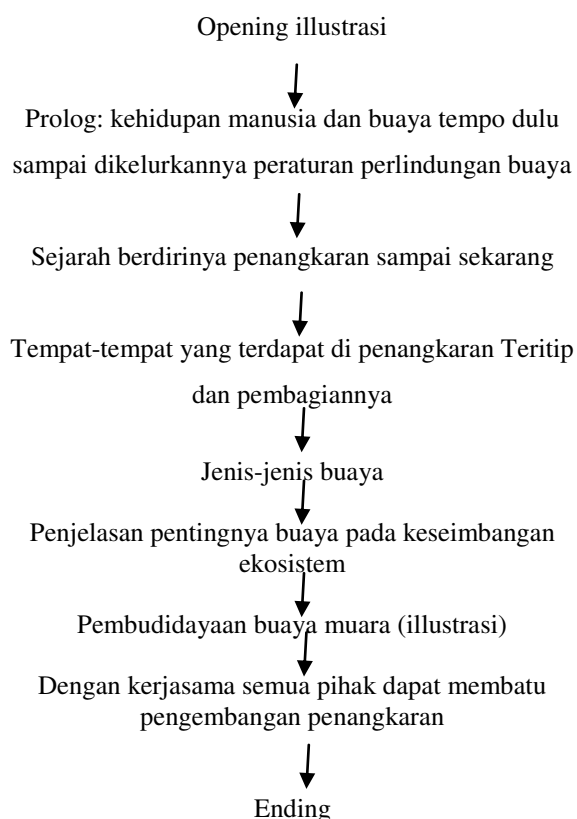 Opening illustrasi
Prolog: kehidupan manusia dan buaya tempo dulu
sampai dikelurkannya peraturan perlindungan buaya
Sejarah berdirinya penangkaran sampai sekarang
Tempat-tempat yang terdapat di penangkaran Teritip
dan pembagiannya
Jenis-jenis buaya
Penjelasan pentingnya buaya pada keseimbangan
ekosistem
Pembudidayaan buaya muara (illustrasi)
Dengan kerjasama semua pihak dapat membatu
pengembangan penangkaran
Ending